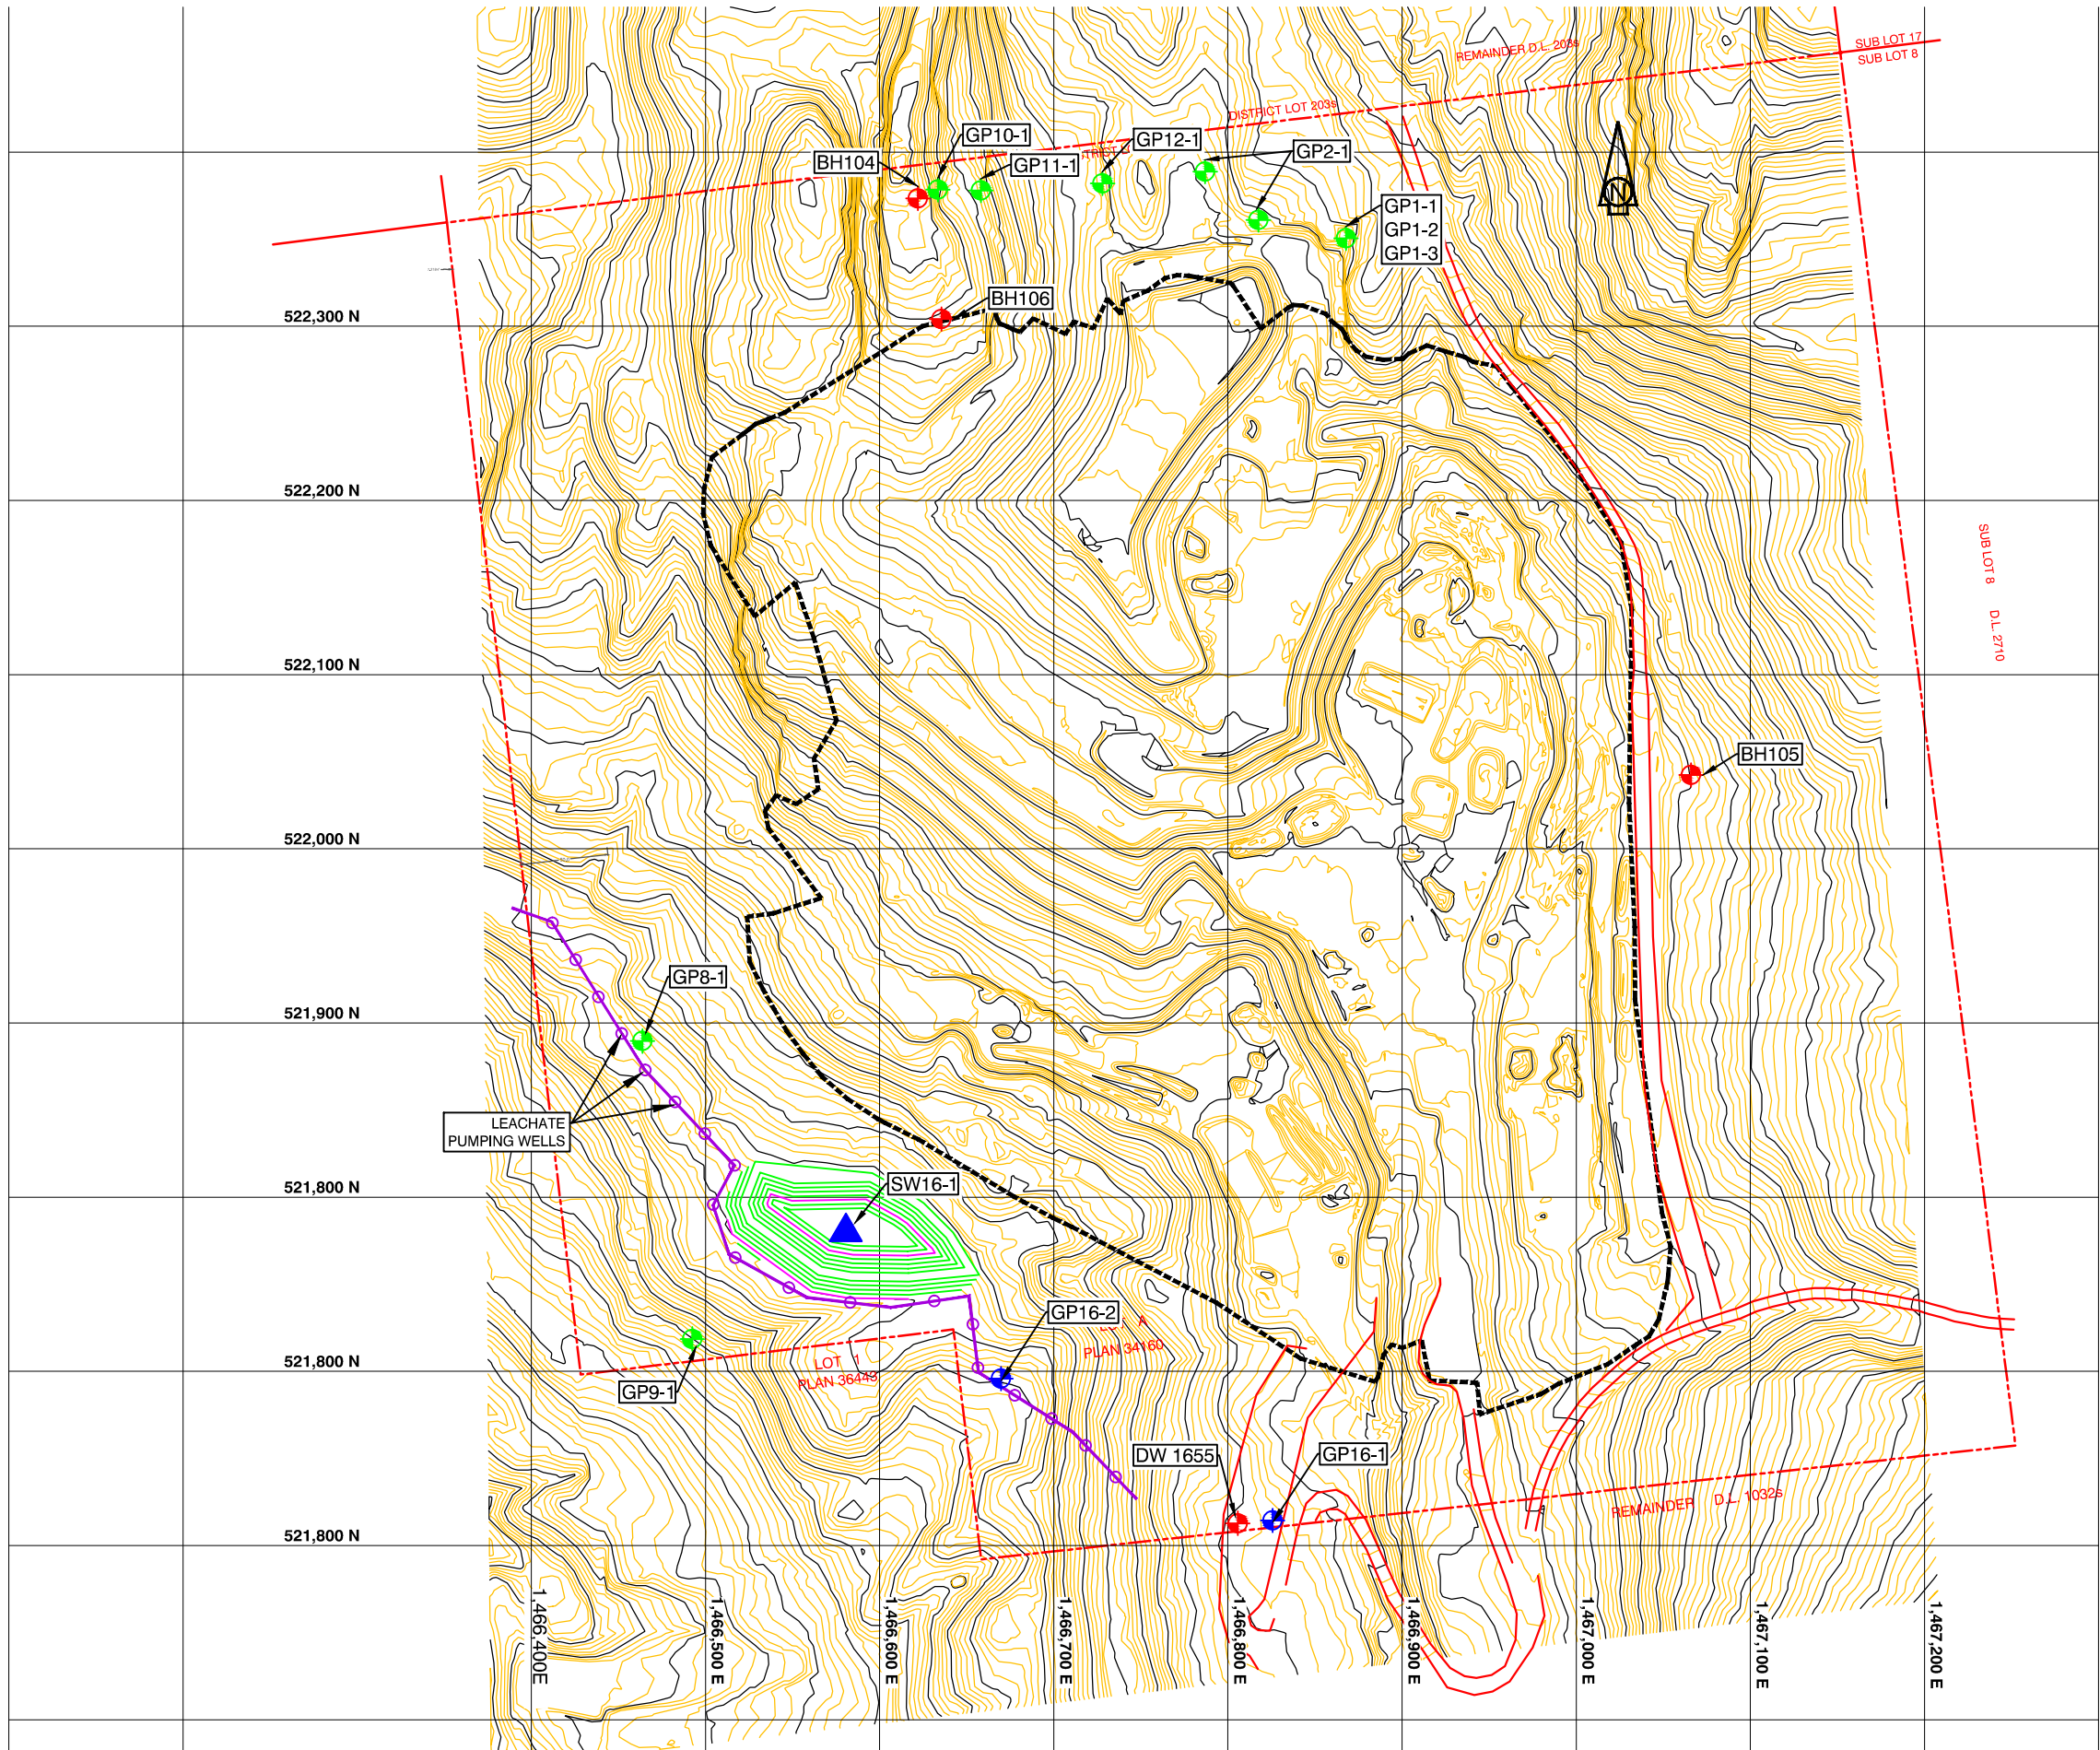 SUB LOT 17
SUB LOT 8
REMAINDER D.L. 203s
DISTRICT LOT 203s
GP10-1
GP12-1
BH104
GP11-1
GP2-1
GP1-1
GP1-2
GP1-3
N
BH106
522,300 N
522,200 N
SUB LOT 8 D.L. 2710
522,100 N
BH105
522,000 N
GP8-1
521,900 N
LEACHATE
PUMPING WELLS
SW16-1
521,800 N
GP16-2
LOT A
PLAN 34160
521,800 N
LOT 1
PLAN 36443
GP9-1
DW 1655
GP16-1
REMAINDER D.L. 1032s
521,800 N
1,466,400E
1,466,500 E
1,466,600 E
1,466,700 E
1,466,800 E
1,466,900 E
1,467,000 E
1,467,100 E
1,467,200 E